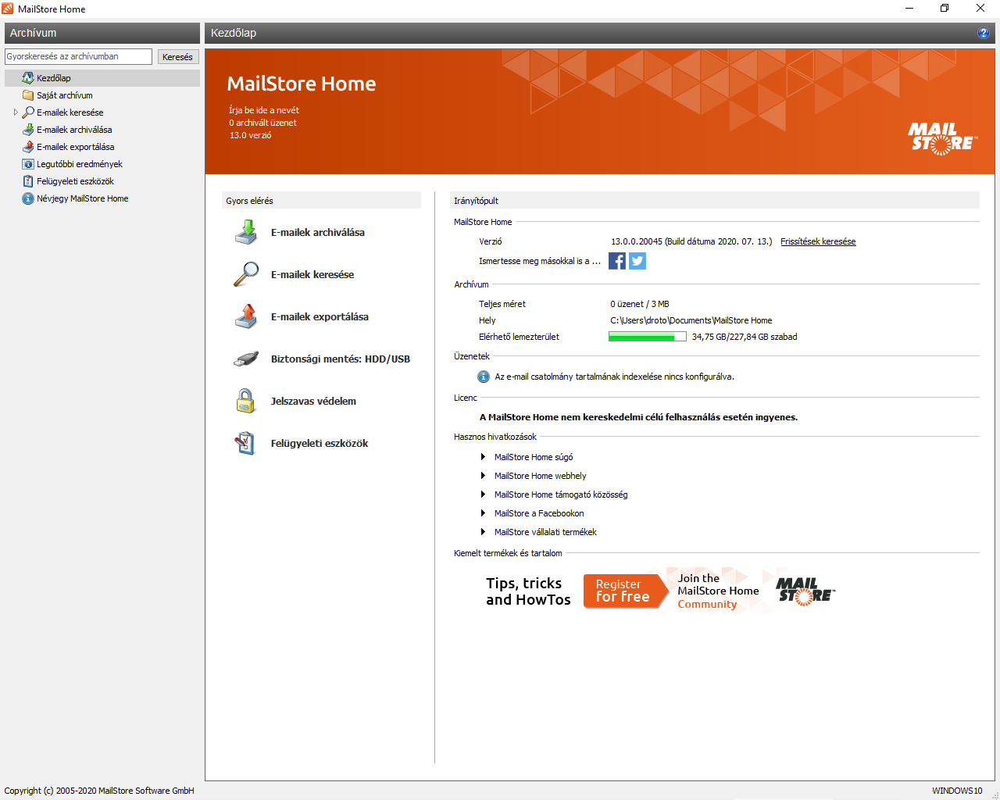 MailStore Home
Archívum
Kezdőlap
Gyorskeresés az archívumban
Keresés
Kezdőlap
Saját archívum
E-mailek keresése
E-mailek archiválása
E-mailek exportálása
Legutóbbi eredmények
Felügyeleti eszközök
Névjegy MailStore Home
MailStore Home
Írja be ide a nevét
0 archivált üzenet
13.0 verzió
MAIL
STORE™
Gyors elérés
E-mailek archiválása
E-mailek keresése
E-mailek exportálása
Biztonsági mentés: HDD/USB
Jelszavas védelem
Felügyeleti eszközök
Irányítópult
MailStore Home
Verzió 13.0.0.20045 (Build dátuma 2020. 07. 13.) Frissítések keresése
Ismertesse meg másokkal is a ...
Archívum
Teljes méret 0 üzenet / 3 MB
Hely C:\Users\droto\Documents\MailStore Home
Elérhető lemezterület 34,75 GB/227,84 GB szabad
Üzenetek
Az e-mail csatolmány tartalmának indexelése nincs konfigurálva.
Licenc
A MailStore Home nem kereskedelmi célú felhasználás esetén ingyenes.
Hasznos hivatkozások
MailStore Home súgó
MailStore Home webhely
MailStore Home támogató közösség
MailStore a Facebookon
MailStore vállalati termékek
Kiemelt termékek és tartalom
Tips, tricks
and HowTos
Register
for free
Join the
MailStore Home
Community
MAIL
STORE™
Copyright (c) 2005-2020 MailStore Software GmbH
WINDOWS10